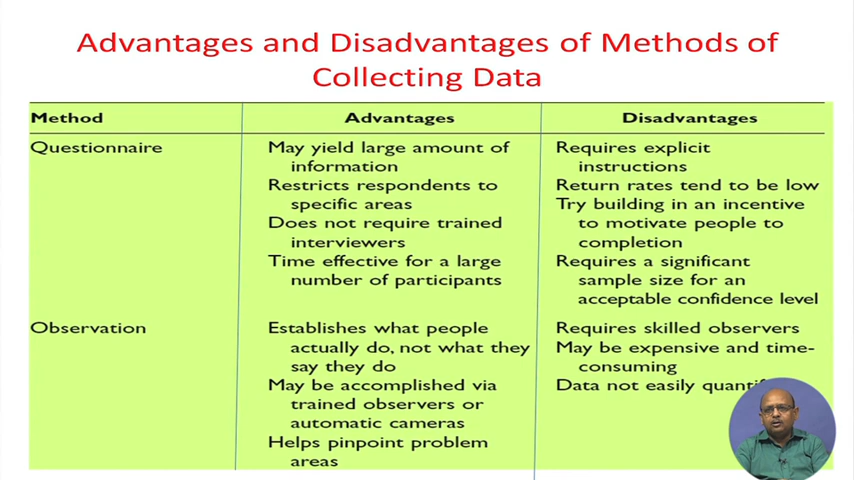 Advantages and Disadvantages of Methods of
Collecting Data
Method Advantages Disadvantages
Questionnaire May yield large amount of Requires explicit
information instructions
Restricts respondents to Return rates tend to be low
specific areas Try building in an incentive
Does not require trained to motivate people to
interviewers completion
Time effective for a large Requires a significant
number of participants sample size for an
acceptable confidence level
Observation Establishes what people Requires skilled observers
actually do, not what they May be expensive and time-
say they do consuming
May be accomplished via Data not easily
trained observers or
automatic cameras
Helps pinpoint problem
areas